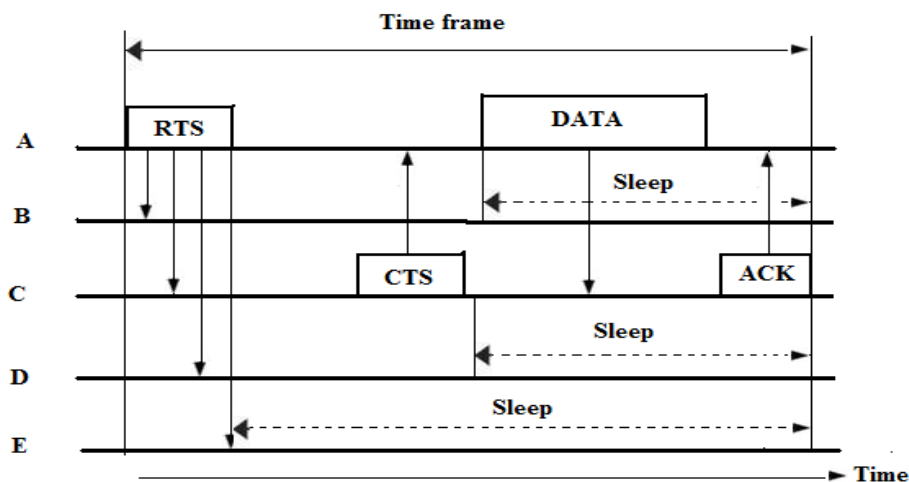 Time frame
RTS
DATA
A
Sleep
B
CTS
ACK
C
Sleep
D
Sleep
E
Time